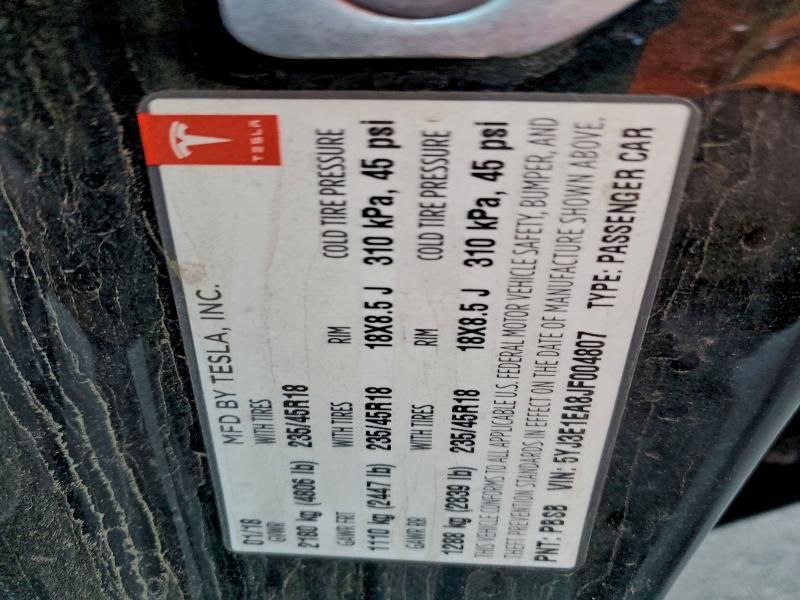 TESLA
MFD BY TESLA, INC.
01/18
GVWR WITH TIRES RIM COLD TIRE PRESSURE
2180 kg (4806 lb) 235/45R18 18X8.5 J 310 kPa, 45 psi
GAWR FRT WITH TIRES RIM COLD TIRE PRESSURE
1110 kg (2447 lb) 235/45R18 18X8.5 J 310 kPa, 45 psi
GAWR RR WITH TIRES
1288 kg (2839 lb) 235/45R18
THIS VEHICLE CONFORMS TO ALL APPLICABLE U.S. FEDERAL MOTOR VEHICLE SAFETY, BUMPER, AND
THEFT PREVENTION STANDARDS IN EFFECT ON THE DATE OF MANUFACTURE SHOWN ABOVE.
PNT: PBSB VIN: 5YJ3E1EA8JF004807 TYPE: PASSENGER CAR